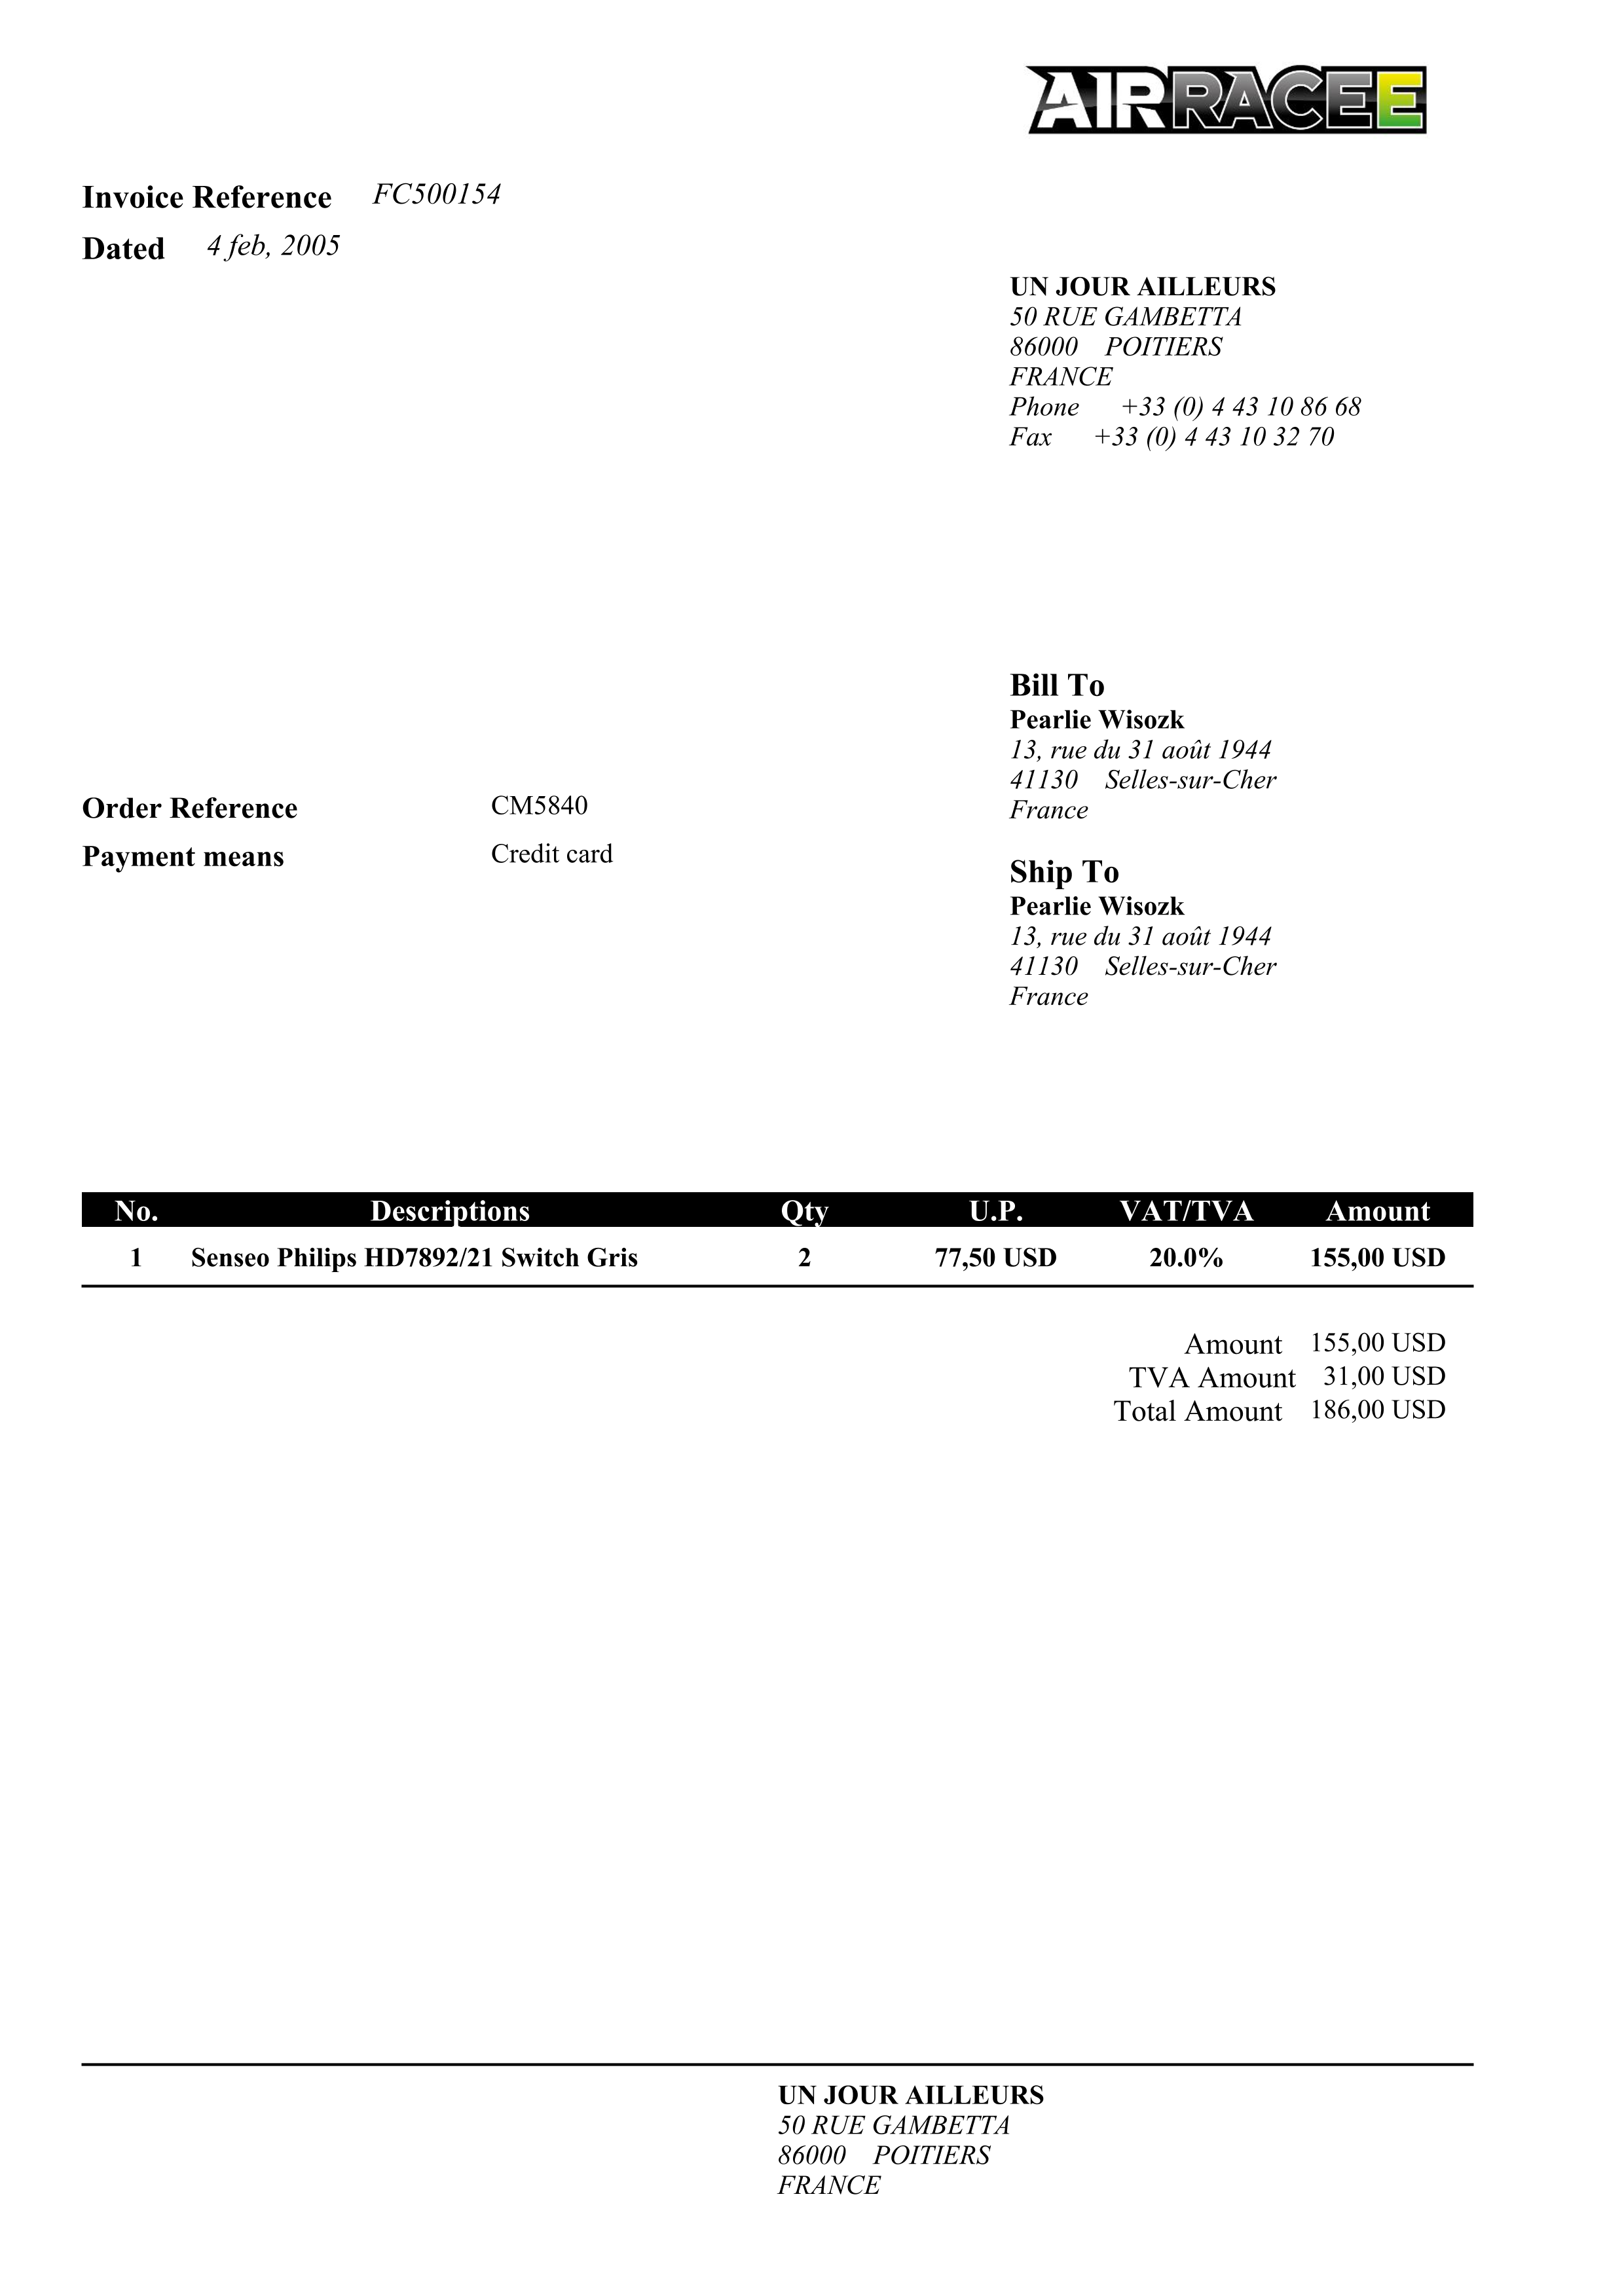 AIRRACEE
Invoice Reference FC500154
Dated 4 feb, 2005
UN JOUR AILLEURS
50 RUE GAMBETTA
86000 POITIERS
FRANCE
Phone +33 (0) 4 43 10 86 68
Fax +33 (0) 4 43 10 32 70
Bill To
Pearlie Wisozk
13, rue du 31 août 1944
41130 Selles-sur-Cher
France
Order Reference CM5840
Payment means Credit card
Ship To
Pearlie Wisozk
13, rue du 31 août 1944
41130 Selles-sur-Cher
France
No. Descriptions Qty U.P. VAT/TVA Amount
1 Senseo Philips HD7892/21 Switch Gris 2 77,50 USD 20.0% 155,00 USD
Amount 155,00 USD
TVA Amount 31,00 USD
Total Amount 186,00 USD
UN JOUR AILLEURS
50 RUE GAMBETTA
86000 POITIERS
FRANCE